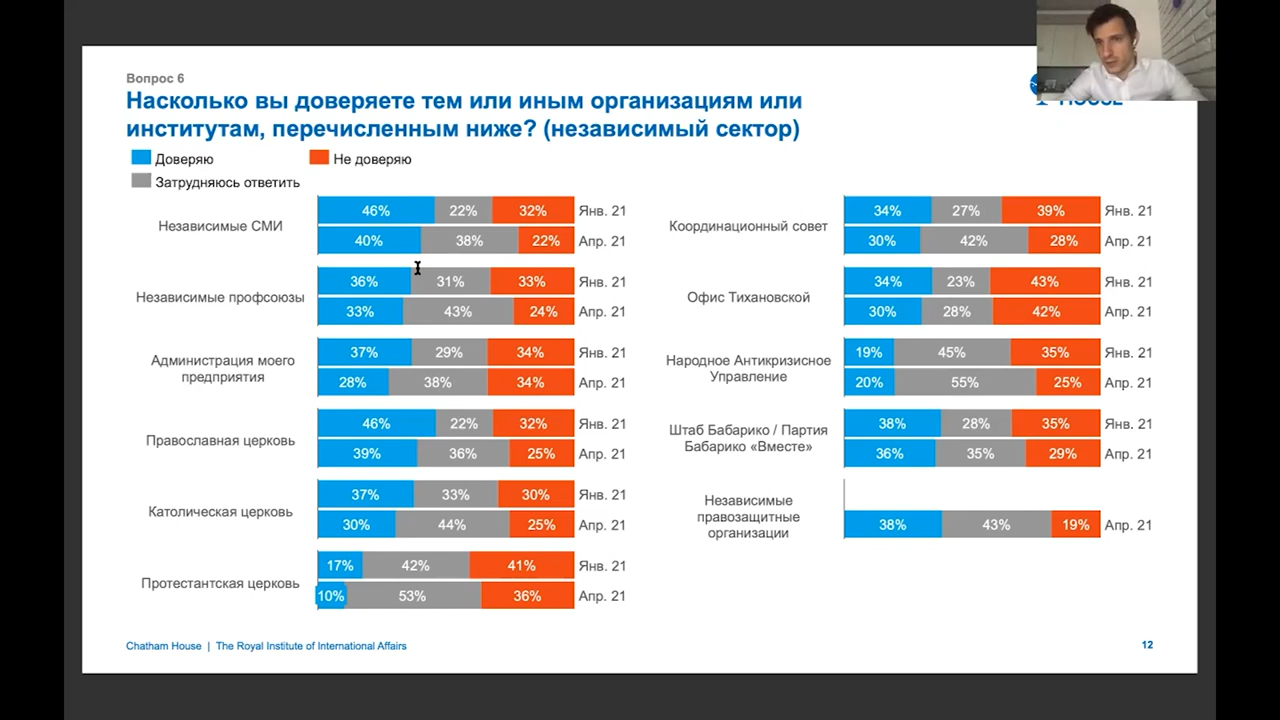 Вопрос 6
Насколько вы доверяете тем или иным организациям или
институтам, перечисленным ниже? (независимый сектор)
Доверяю
Не доверяю
Затрудняюсь ответить
Независимые СМИ
46% 22% 32% Янв. 21
40% 38% 22% Апр. 21
Независимые профсоюзы
36% 31% 33% Янв. 21
33% 43% 24% Апр. 21
Администрация моего
предприятия
37% 29% 34% Янв. 21
28% 38% 34% Апр. 21
Православная церковь
46% 22% 32% Янв. 21
39% 36% 25% Апр. 21
Католическая церковь
37% 33% 30% Янв. 21
30% 44% 25% Апр. 21
Протестантская церковь
17% 42% 41% Янв. 21
10% 53% 36% Апр. 21
Координационный совет
34% 27% 39% Янв. 21
30% 42% 28% Апр. 21
Офис Тихановской
34% 23% 43% Янв. 21
30% 28% 42% Апр. 21
Народное Антикризисное
Управление
19% 45% 35% Янв. 21
20% 55% 25% Апр. 21
Штаб Бабарико / Партия
Бабарико «Вместе»
38% 28% 35% Янв. 21
36% 35% 29% Апр. 21
Независимые
правозащитные
организации
38% 43% 19% Апр. 21
Chatham House | The Royal Institute of International Affairs
12